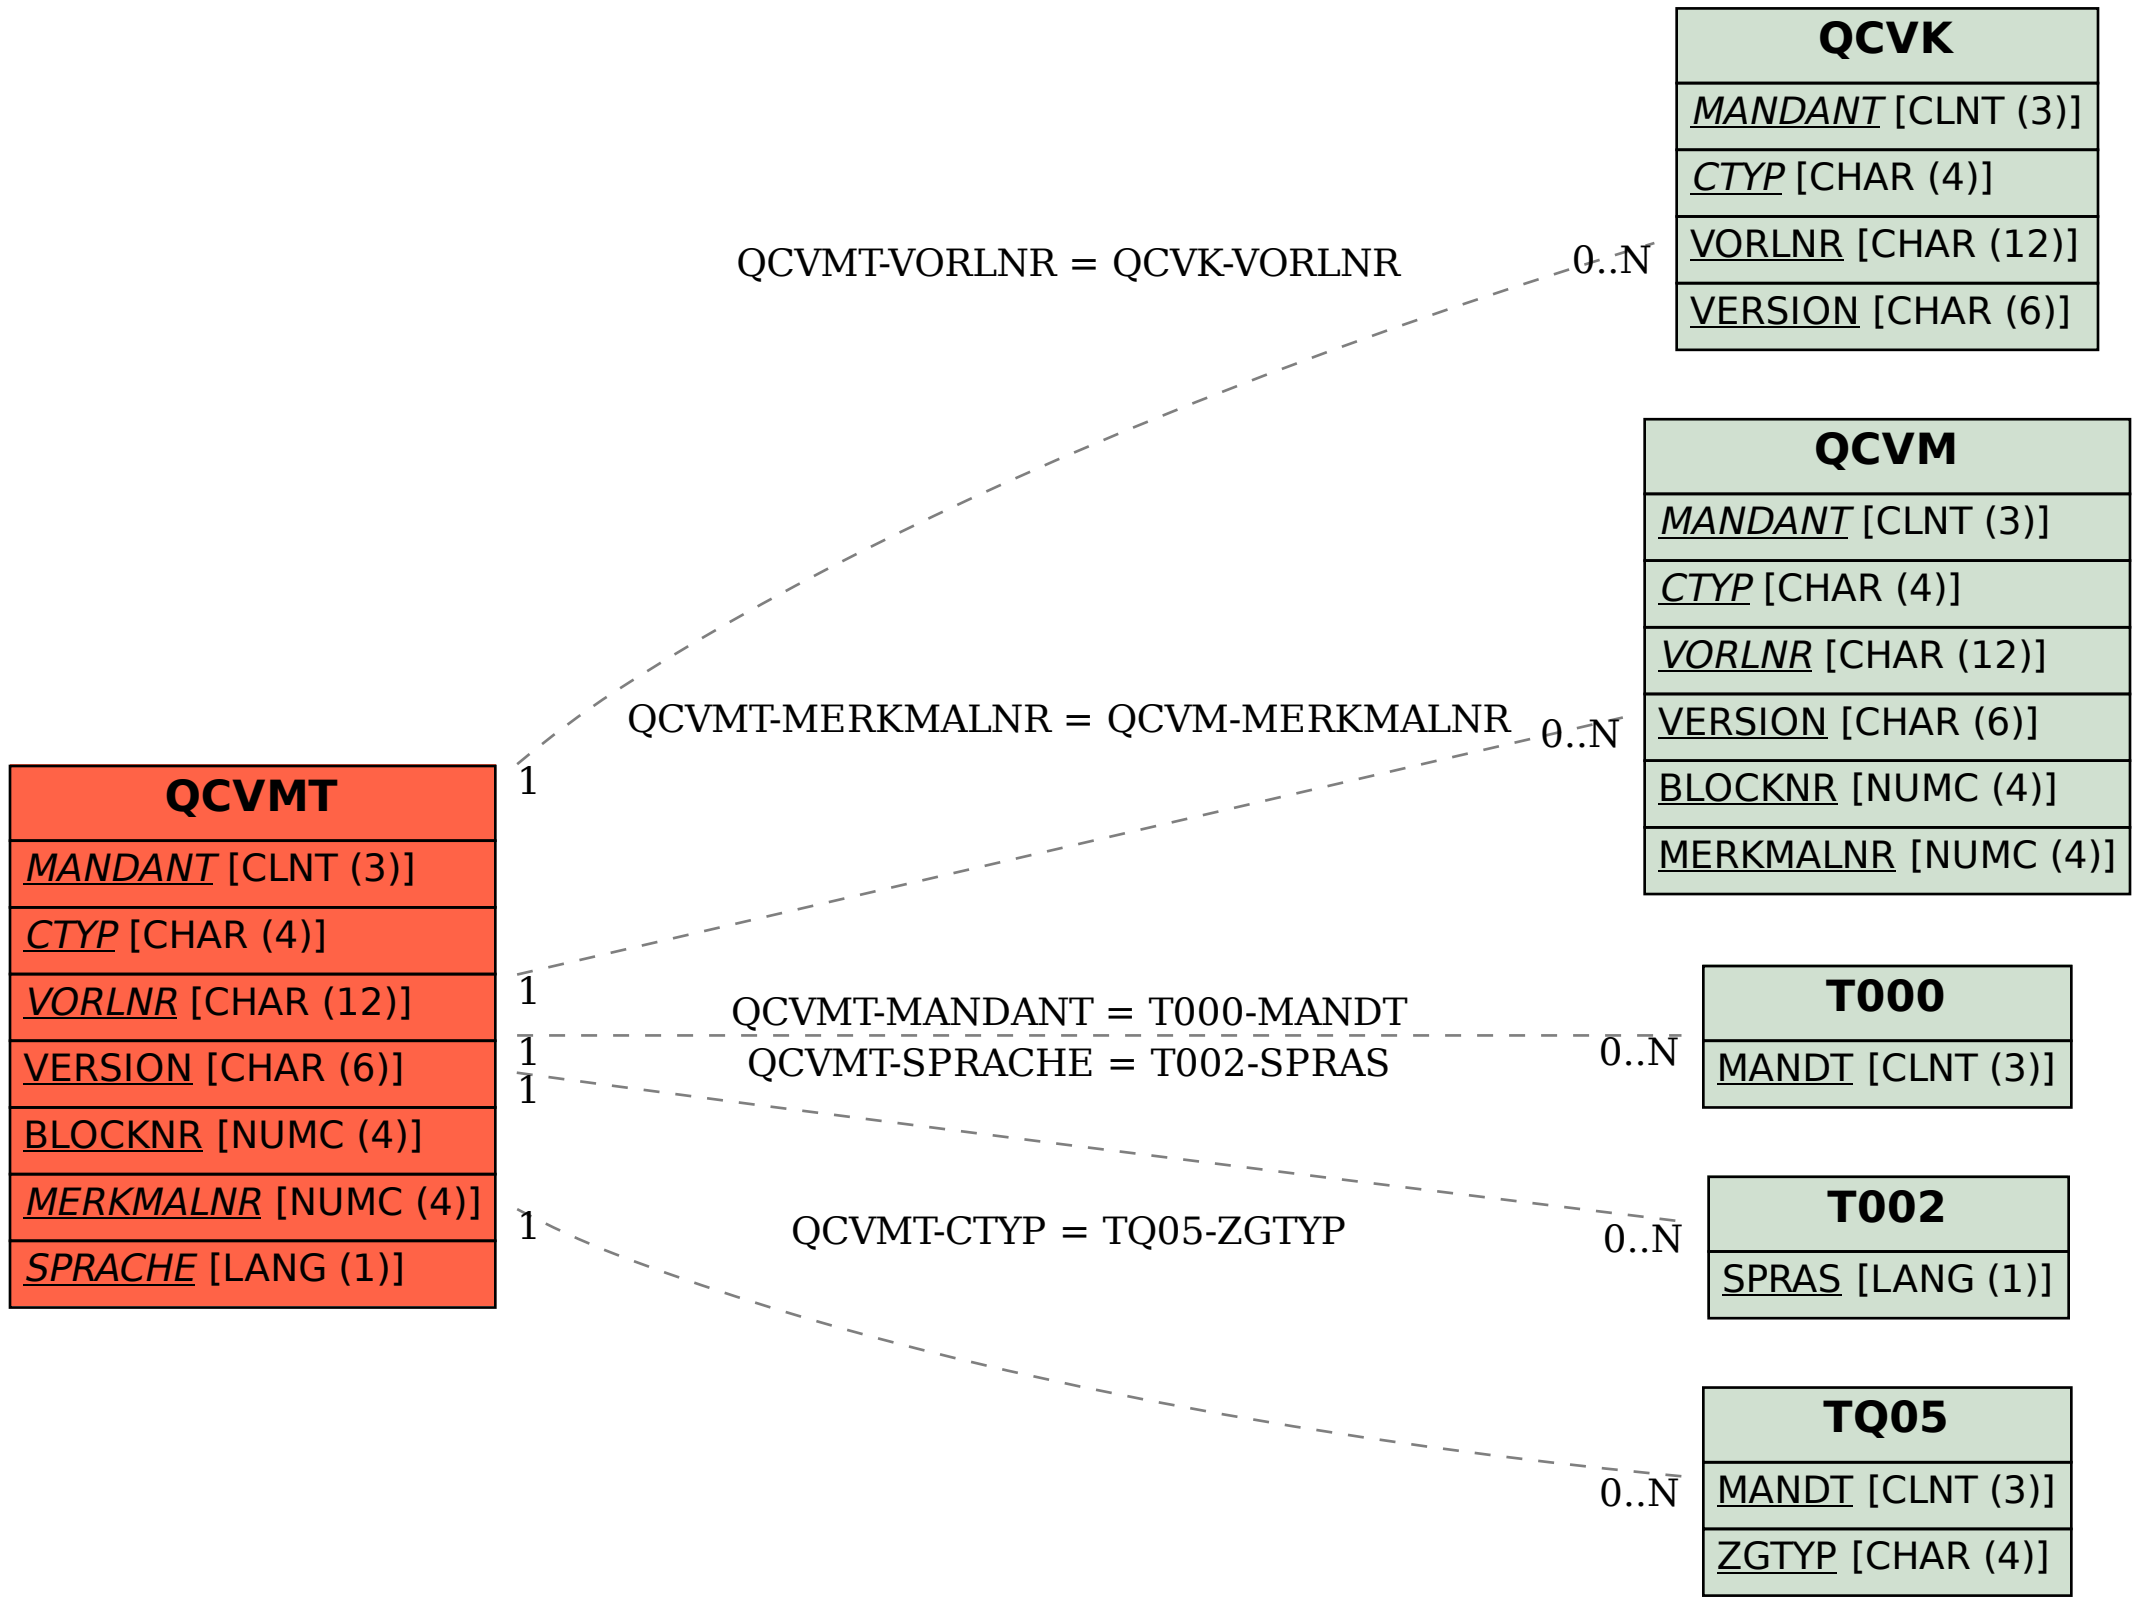 QCVK
MANDANT [CLNT (3)]
CTYP [CHAR (4)]
VORLNR [CHAR (12)]
VERSION [CHAR (6)]
QCVMT-VORLNR = QCVK-VORLNR
0..N
1
QCVM
MANDANT [CLNT (3)]
CTYP [CHAR (4)]
VORLNR [CHAR (12)]
VERSION [CHAR (6)]
BLOCKNR [NUMC (4)]
MERKMALNR [NUMC (4)]
QCVMT-MERKMALNR = QCVM-MERKMALNR
0..N
1
QCVMT
MANDANT [CLNT (3)]
CTYP [CHAR (4)]
VORLNR [CHAR (12)]
VERSION [CHAR (6)]
BLOCKNR [NUMC (4)]
MERKMALNR [NUMC (4)]
SPRACHE [LANG (1)]
QCVMT-MANDANT = T000-MANDT
1
0..N
T000
MANDT [CLNT (3)]
QCVMT-SPRACHE = T002-SPRAS
1
0..N
T002
SPRAS [LANG (1)]
QCVMT-CTYP = TQ05-ZGTYP
1
0..N
TQ05
MANDT [CLNT (3)]
ZGTYP [CHAR (4)]